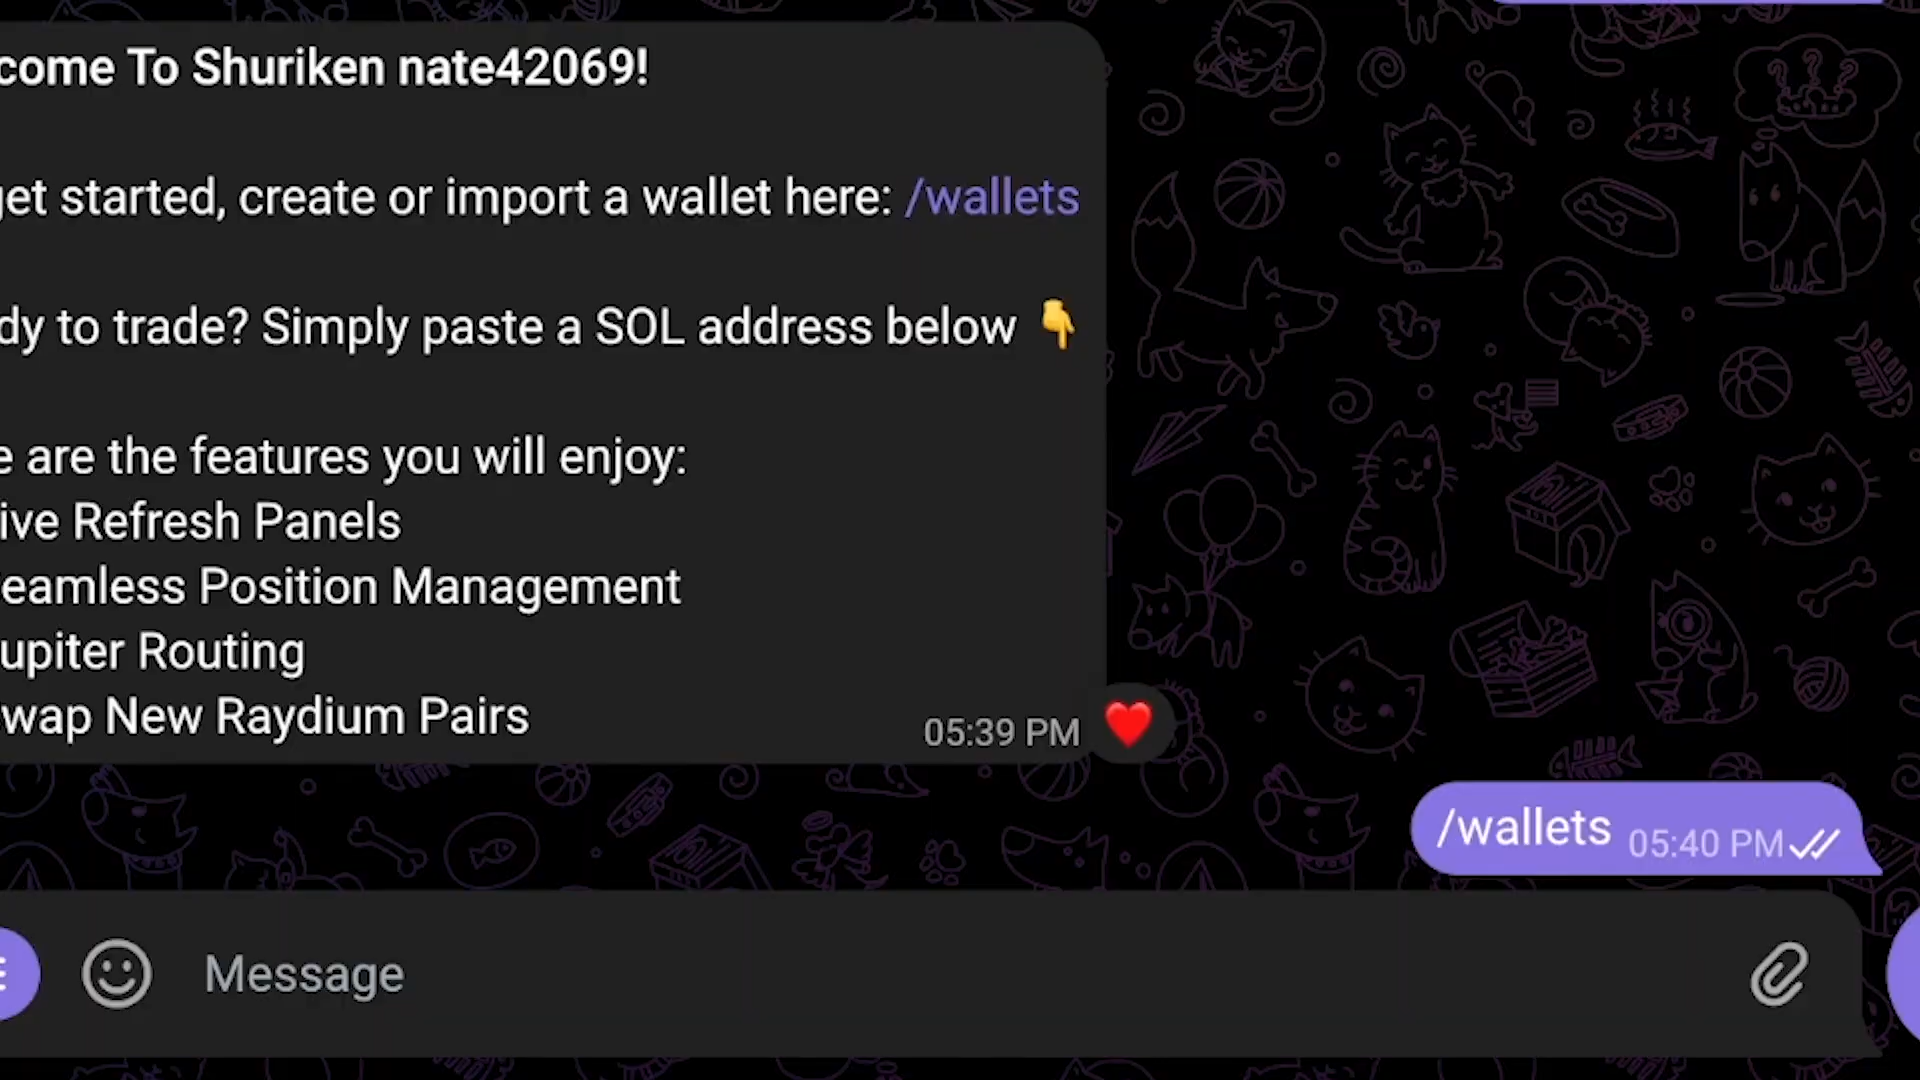 come To Shuriken nate42069!
get started, create or import a wallet here: /wallets
dy to trade? Simply paste a SOL address below 👇
e are the features you will enjoy:
ive Refresh Panels
eamless Position Management
upiter Routing
wap New Raydium Pairs
05:39 PM
/wallets 05:40 PM
Message